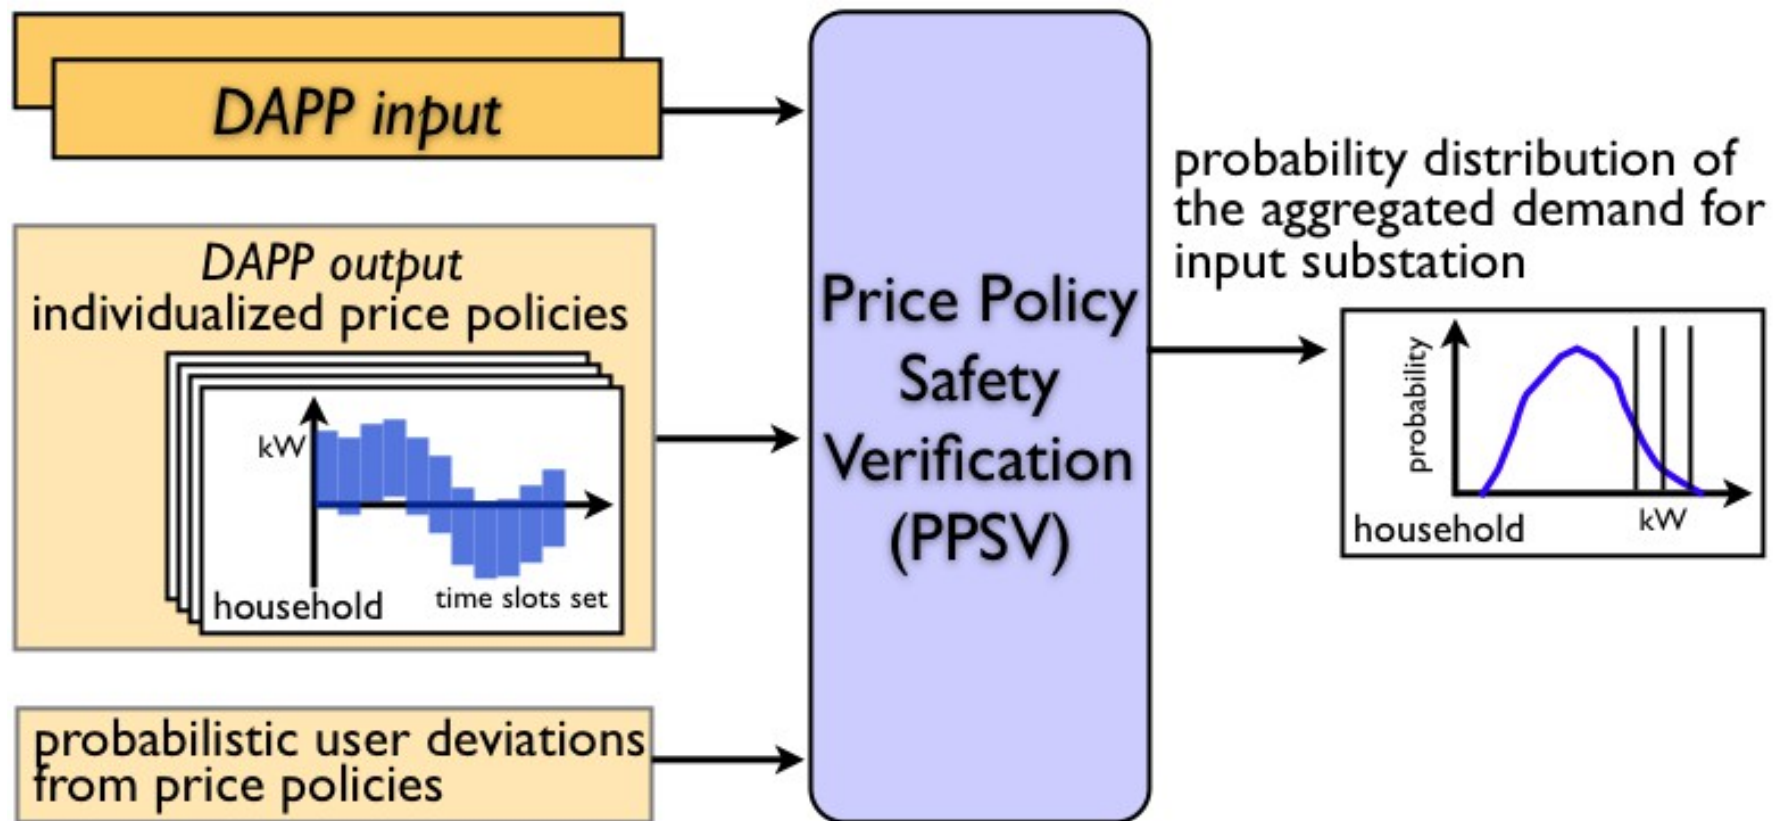 DAPP input
DAPP output
individualized price policies
kW
household
time slots set
probabilistic user deviations
from price policies
Price Policy
Safety
Verification
(PPSV)
probability distribution of
the aggregated demand for
input substation
probability
household
kW